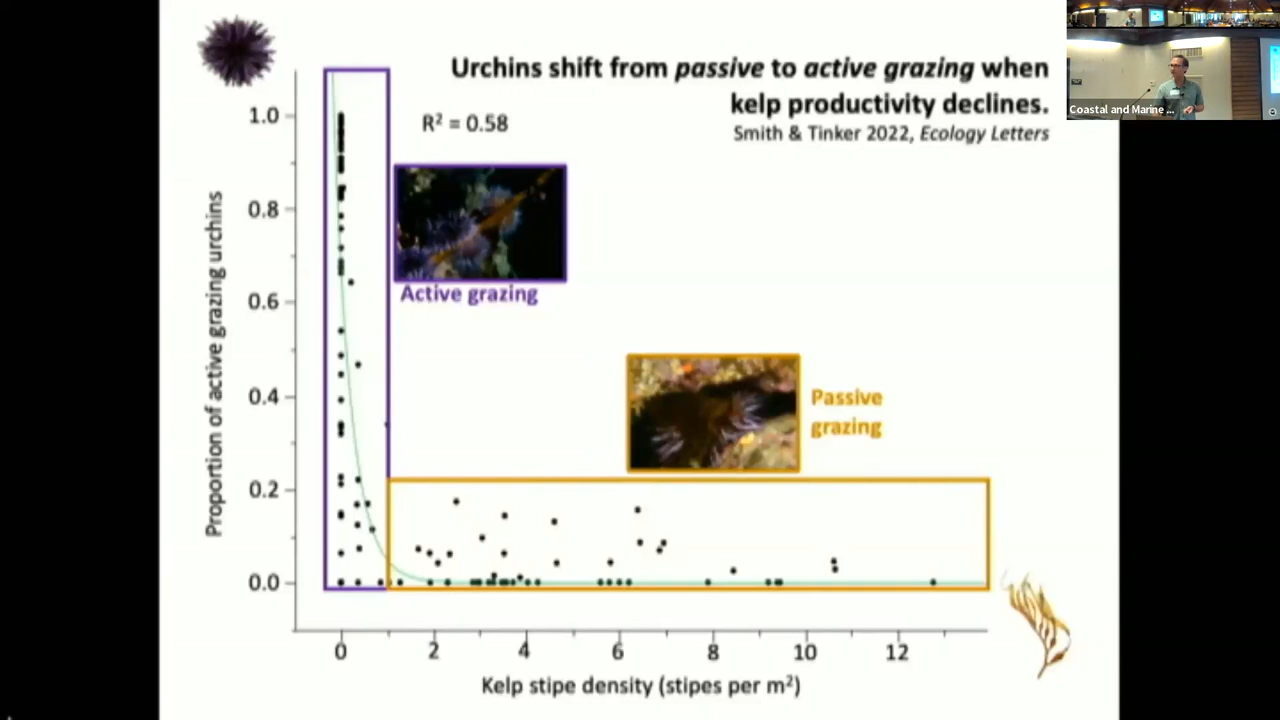 Urchins shift from passive to active grazing when
kelp productivity declines.
Smith & Tinker 2022, Ecology Letters
Coastal and Marine ...
R² = 0.58
Active grazing
Passive
grazing
Proportion of active grazing urchins
1.0
0.8
0.6
0.4
0.2
0.0
0 2 4 6 8 10 12
Kelp stipe density (stipes per m²)